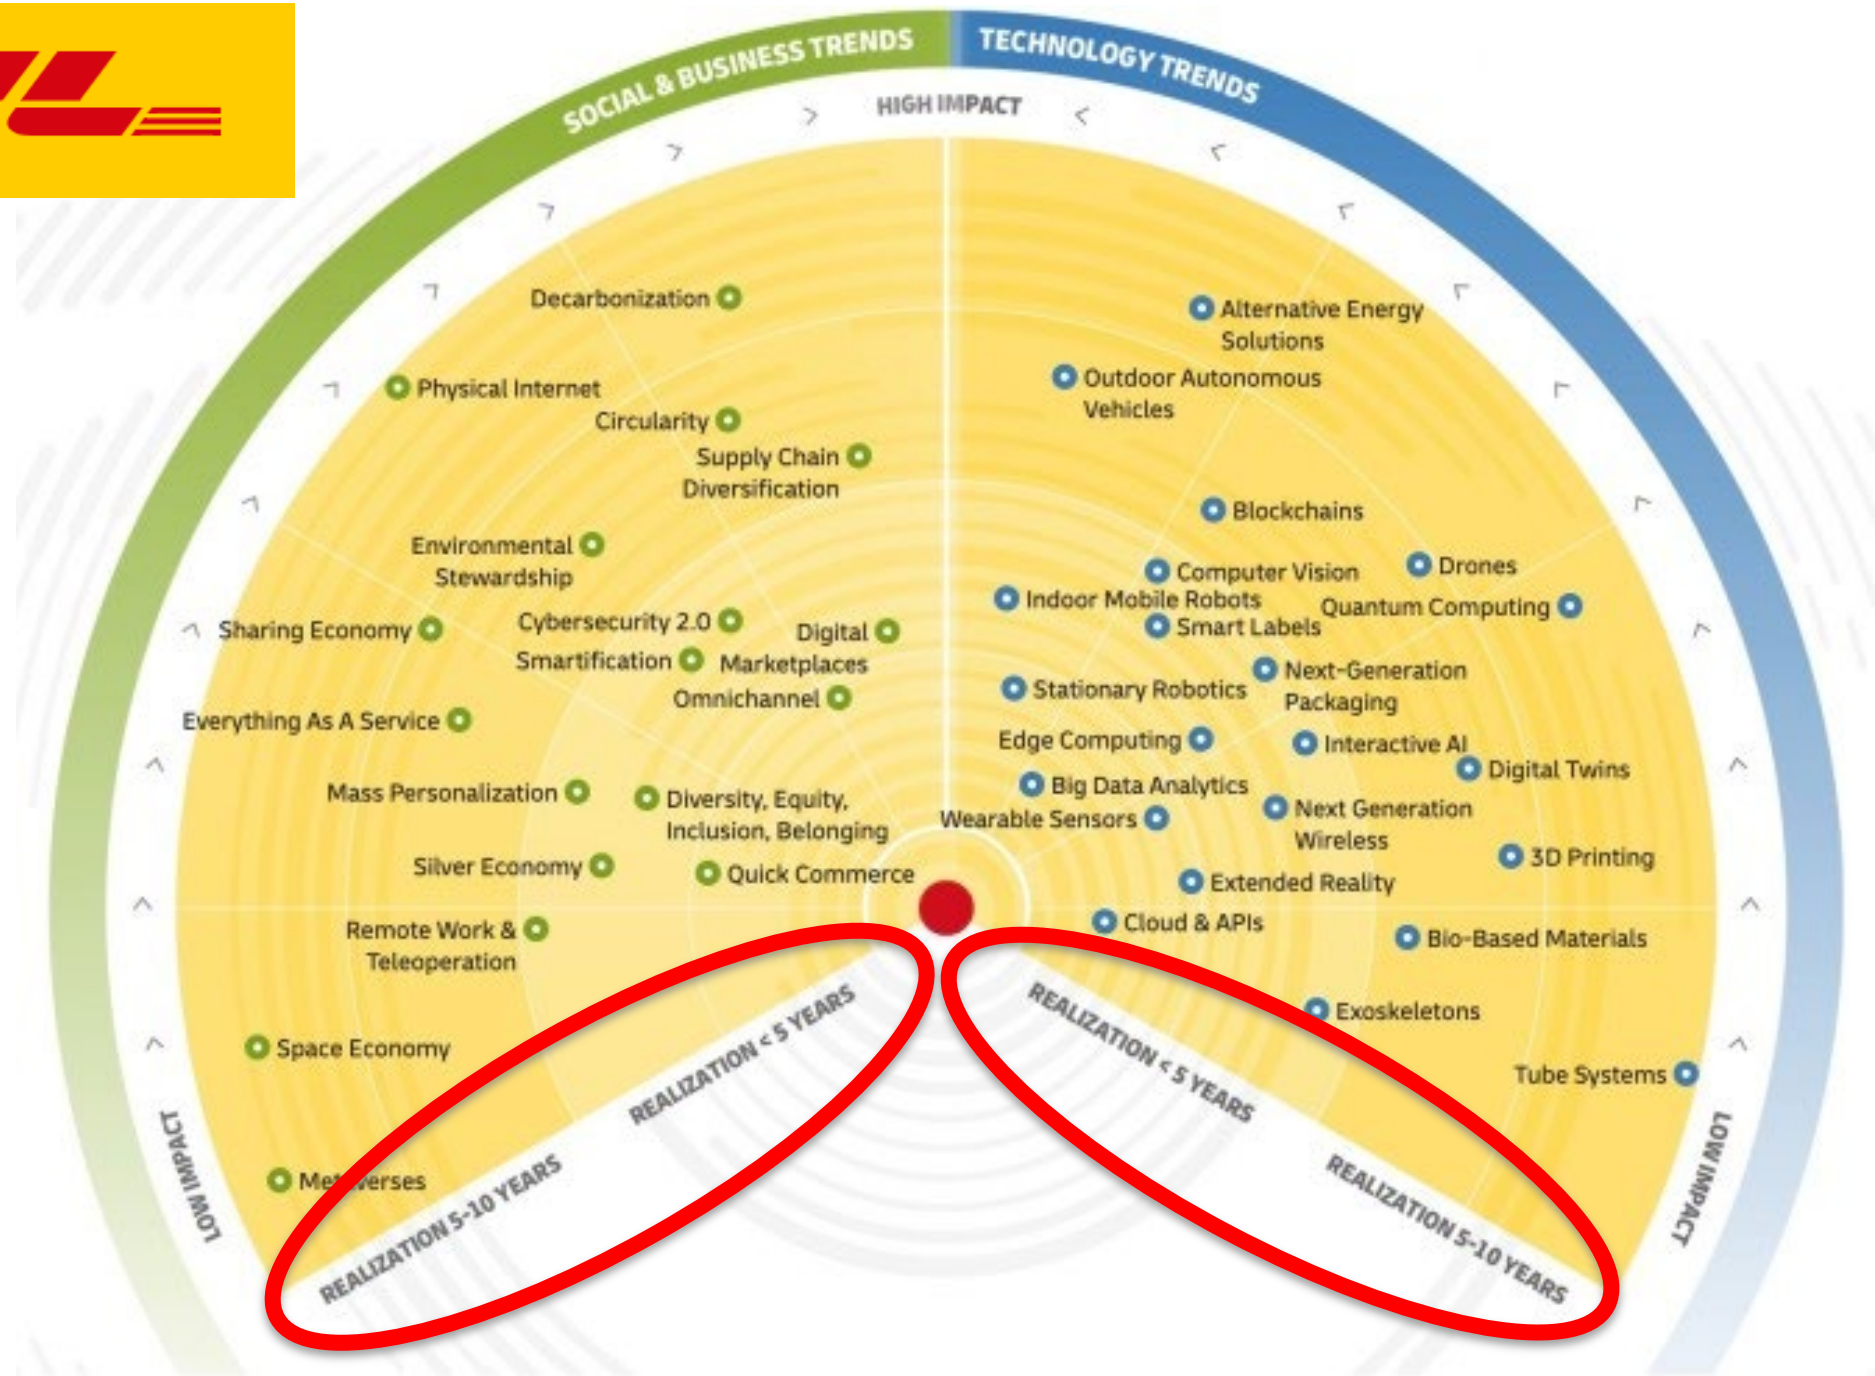 SOCIAL & BUSINESS TRENDS
TECHNOLOGY TRENDS
HIGH IMPACT
Decarbonization
Physical Internet
Circularity
Supply Chain
Diversification
Environmental
Stewardship
Sharing Economy
Cybersecurity 2.0
Digital
Marketplaces
Smartification
Omnichannel
Everything As A Service
Mass Personalization
Diversity, Equity,
Inclusion, Belonging
Silver Economy
Quick Commerce
Remote Work &
Teleoperation
Space Economy
Metaverses
LOW IMPACT
REALIZATION 5-10 YEARS
REALIZATION < 5 YEARS
Alternative Energy
Solutions
Outdoor Autonomous
Vehicles
Blockchains
Computer Vision
Drones
Indoor Mobile Robots
Quantum Computing
Smart Labels
Next-Generation
Packaging
Stationary Robotics
Edge Computing
Interactive AI
Digital Twins
Big Data Analytics
Wearable Sensors
Next Generation
Wireless
3D Printing
Extended Reality
Cloud & APIs
Bio-Based Materials
Exoskeletons
Tube Systems
REALIZATION < 5 YEARS
REALIZATION 5-10 YEARS
LOW IMPACT